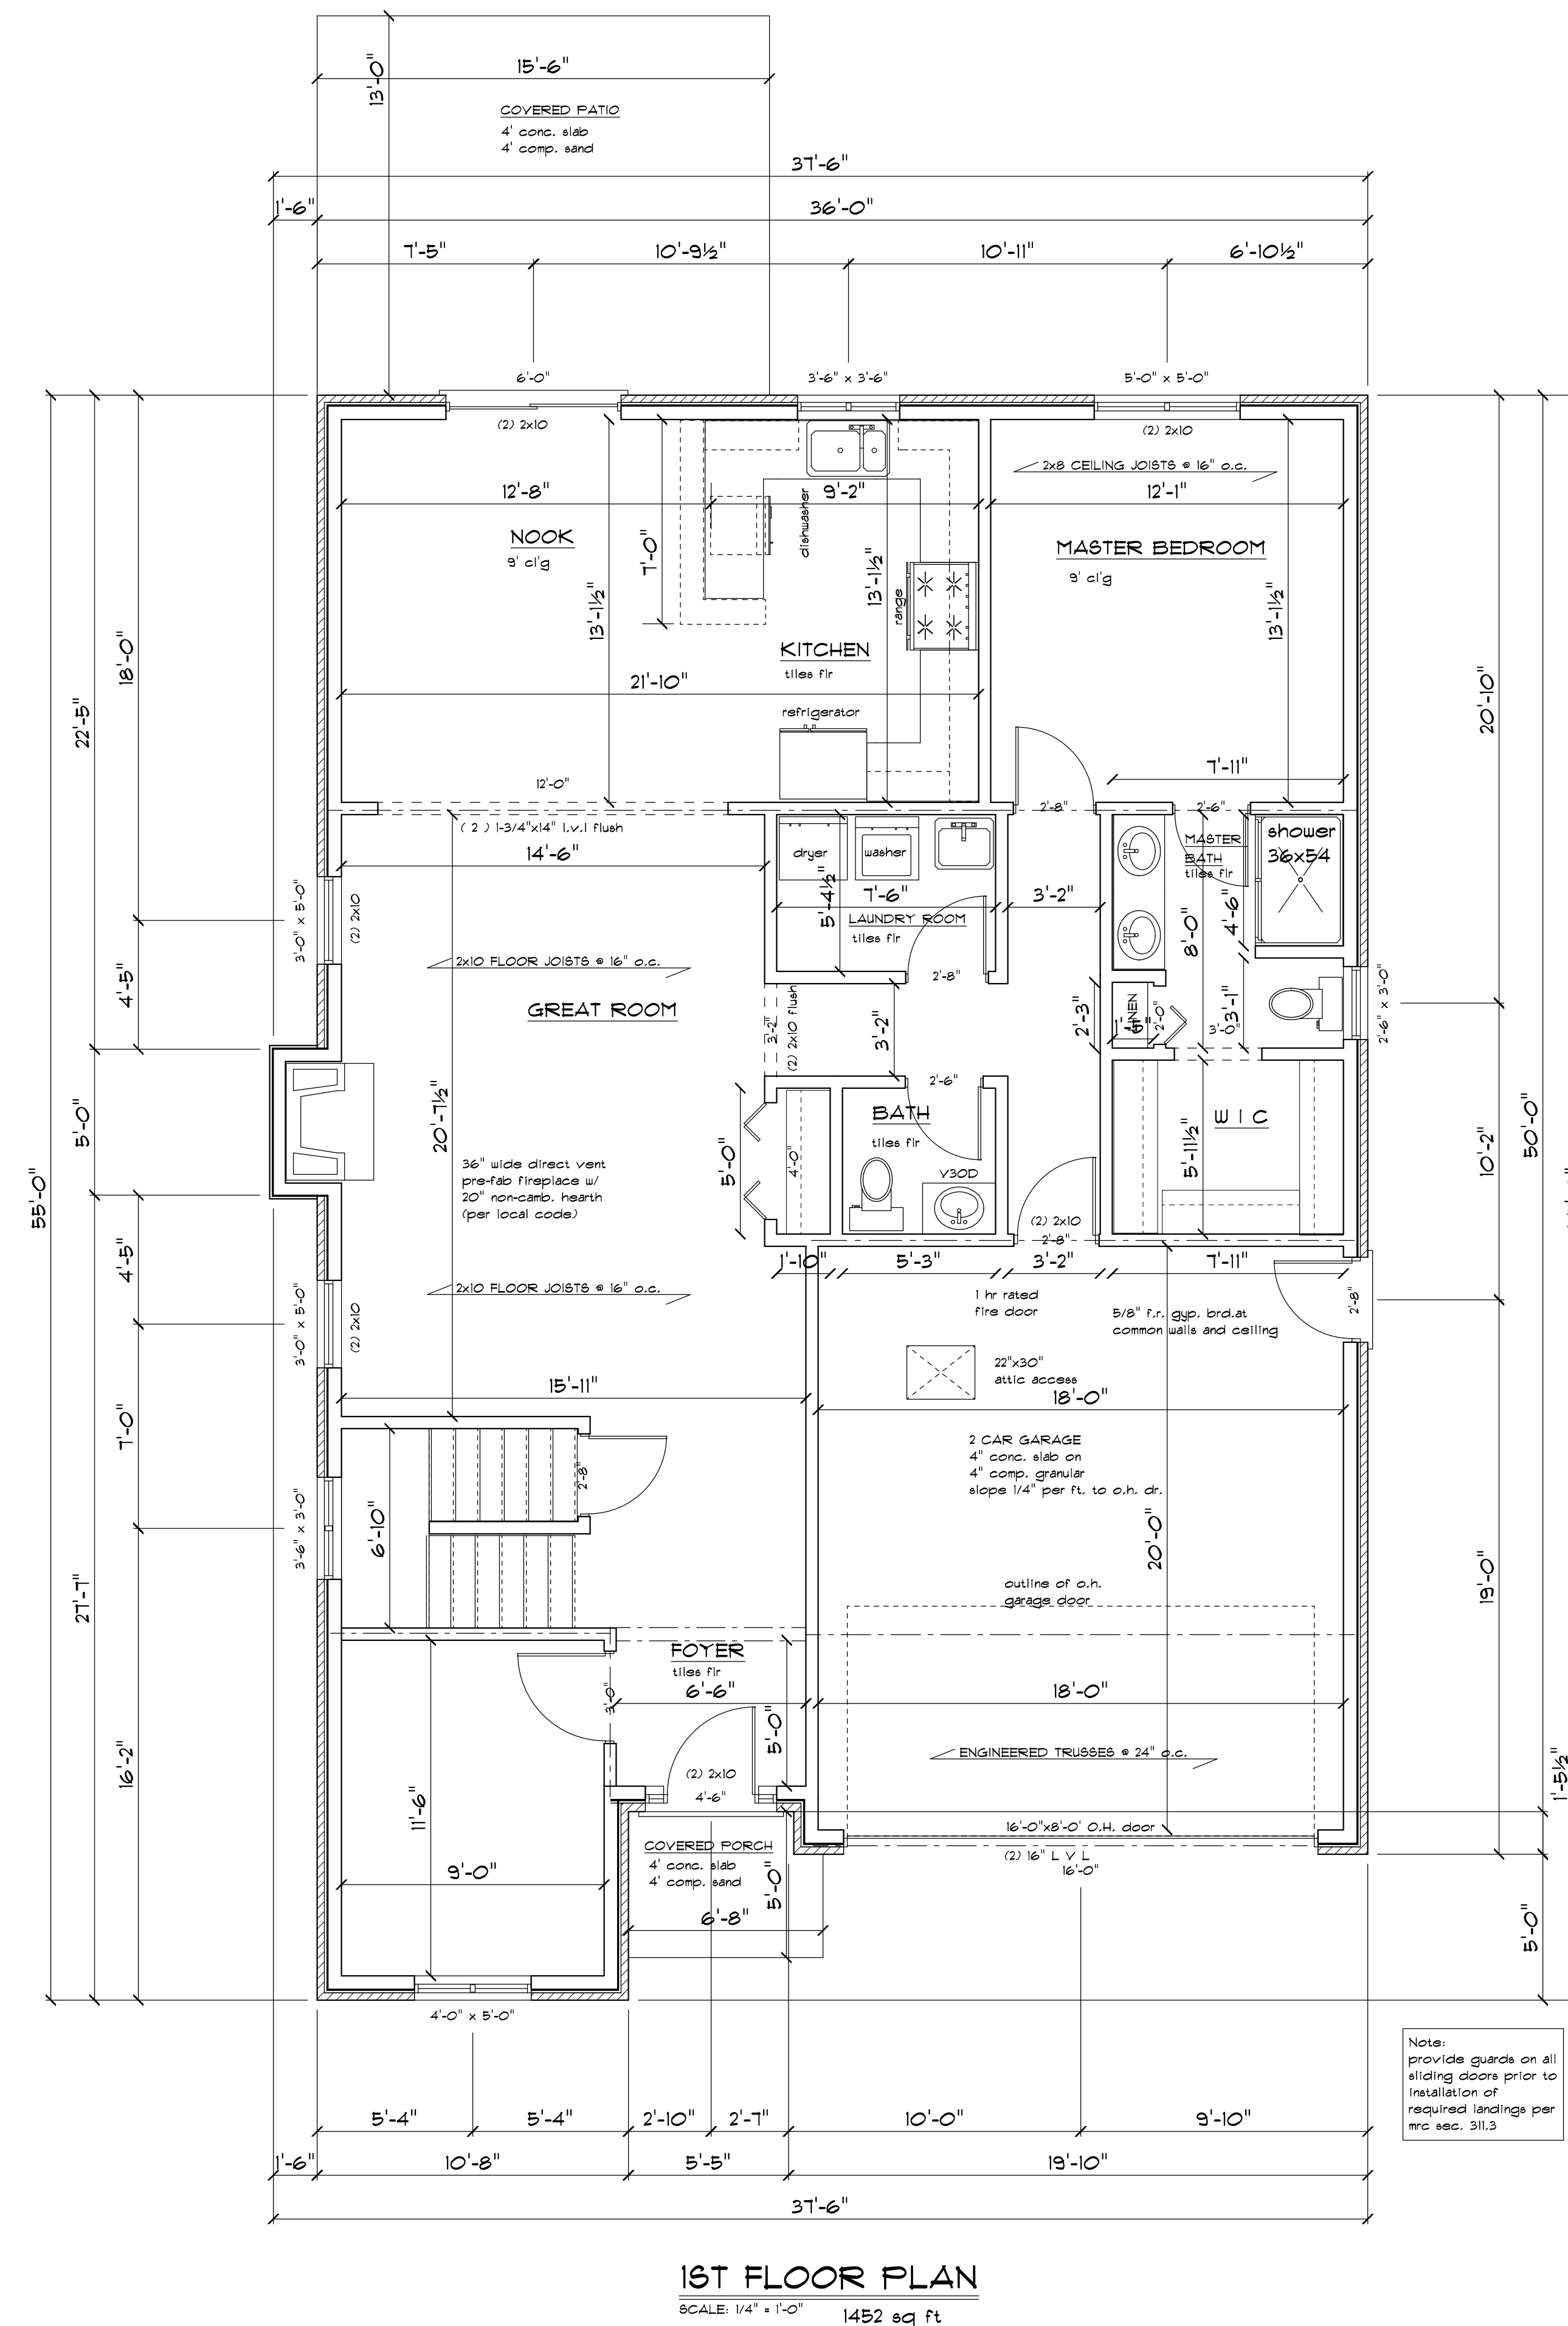 13'-0"
15'-6"
COVERED PATIO
4' conc. slab
4' comp. sand
37'-6"
1'-6"
36'-0"
7'-5"
10'-9½"
10'-11"
6'-10½"
6'-0"
3'-6" x 3'-6"
5'-0" x 5'-0"
(2) 2x10
(2) 2x10
2x8 CEILING JOISTS @ 16" o.c.
12'-8"
9'-2"
12'-1"
dishwasher
NOOK
9' cl'g
7'-0"
13'-1½"
13'-1½"
MASTER BEDROOM
9' cl'g
13'-1½"
range
KITCHEN
tiles flr
21'-10"
refrigerator
18'-0"
22'-5"
20'-10"
7'-11"
12'-0"
2'-8"
2'-6"
( 2 ) 1-3/4"x14" l.v.l flush
14'-6"
dryer
washer
MASTER
BATH
tiles flr
shower
36x54
5'-4½"
7'-6"
3'-2"
LAUNDRY ROOM
tiles flr
4'-6"
8'-0"
3'-0" x 5'-0"
(2) 2x10
2x10 FLOOR JOISTS @ 16" o.c.
4'-5"
2'-8"
GREAT ROOM
3'-2"
(2) 2x10 flush
3'-2"
2'-3"
LINEN
1'-6"
2'-0"
3'-0"
3'-1"
2'-6" x 3'-0"
2'-6"
BATH
tiles flr
W I C
5'-11½"
55'-0"
5'-0"
20'-7½"
5'-0"
4'-0"
10'-2"
50'-0"
36" wide direct vent
pre-fab fireplace w/
20" non-comb. hearth
(per local code)
V30D
(2) 2x10
2'-8"
4'-5"
1'-10"
5'-3"
3'-2"
7'-11"
2x10 FLOOR JOISTS @ 16" o.c.
1 hr rated
fire door
5/8" f.r. gyp. brd.at
common walls and ceiling
2'-8"
3'-0" x 5'-0"
(2) 2x10
22"x30"
attic access
15'-11"
18'-0"
7'-0"
2 CAR GARAGE
4" conc. slab on
4" comp. granular
slope 1/4" per ft. to o.h. dr.
2'-8"
3'-6" x 3'-0"
6'-10"
20'-0"
27'-7"
19'-0"
outline of o.h.
garage door
FOYER
tiles flr
6'-6"
18'-0"
3'-0"
5'-0"
16'-2"
ENGINEERED TRUSSES @ 24" o.c.
(2) 2x10
4'-6"
1'-5½"
11'-6"
16'-0"x8'-0' O.H. door
(2) 16" L V L
16'-0"
COVERED PORCH
4' conc. slab
4' comp. sand
9'-0"
5'-0"
6'-8"
5'-0"
4'-0" x 5'-0"
Note:
provide guards on all
sliding doors prior to
installation of
required landings per
mrc sec. 311.3
5'-4"
5'-4"
2'-10"
2'-7"
10'-0"
9'-10"
1'-6"
10'-8"
5'-5"
19'-10"
37'-6"
1ST FLOOR PLAN
SCALE: 1/4" = 1'-0"
1452 sq ft